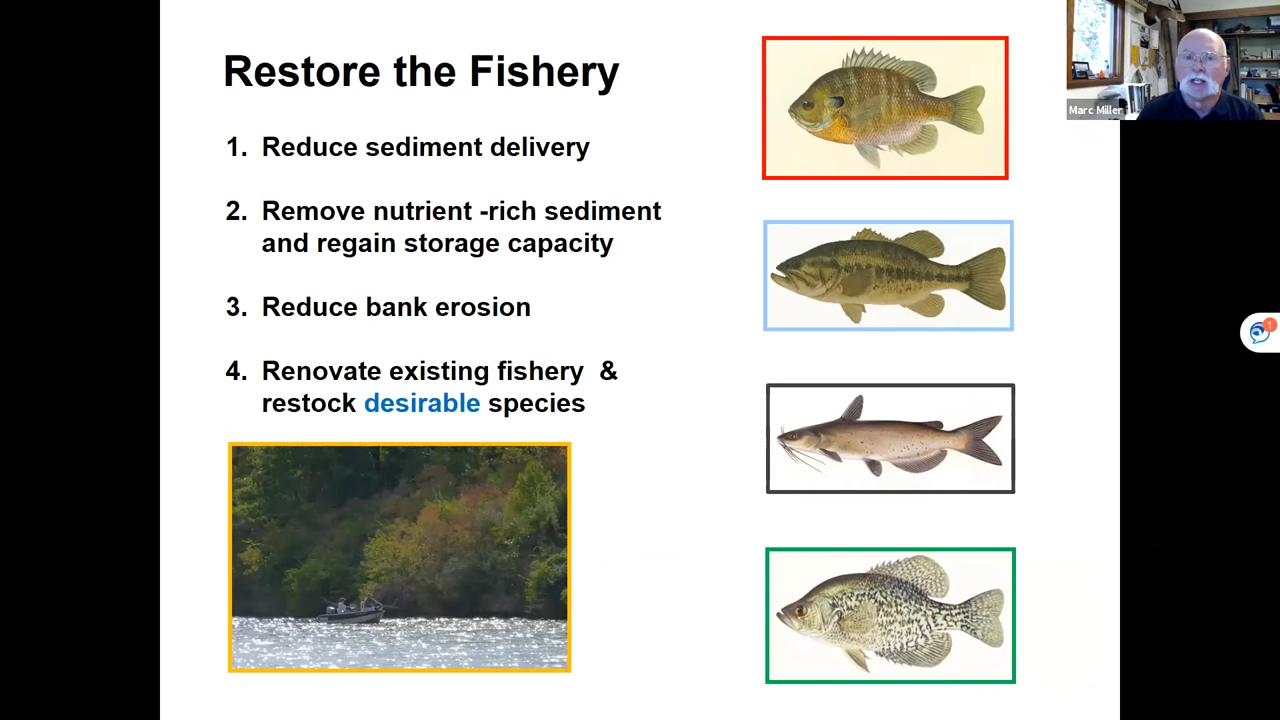 Restore the Fishery
1. Reduce sediment delivery
2. Remove nutrient -rich sediment
and regain storage capacity
3. Reduce bank erosion
4. Renovate existing fishery &
restock desirable species
Marc Miller
1